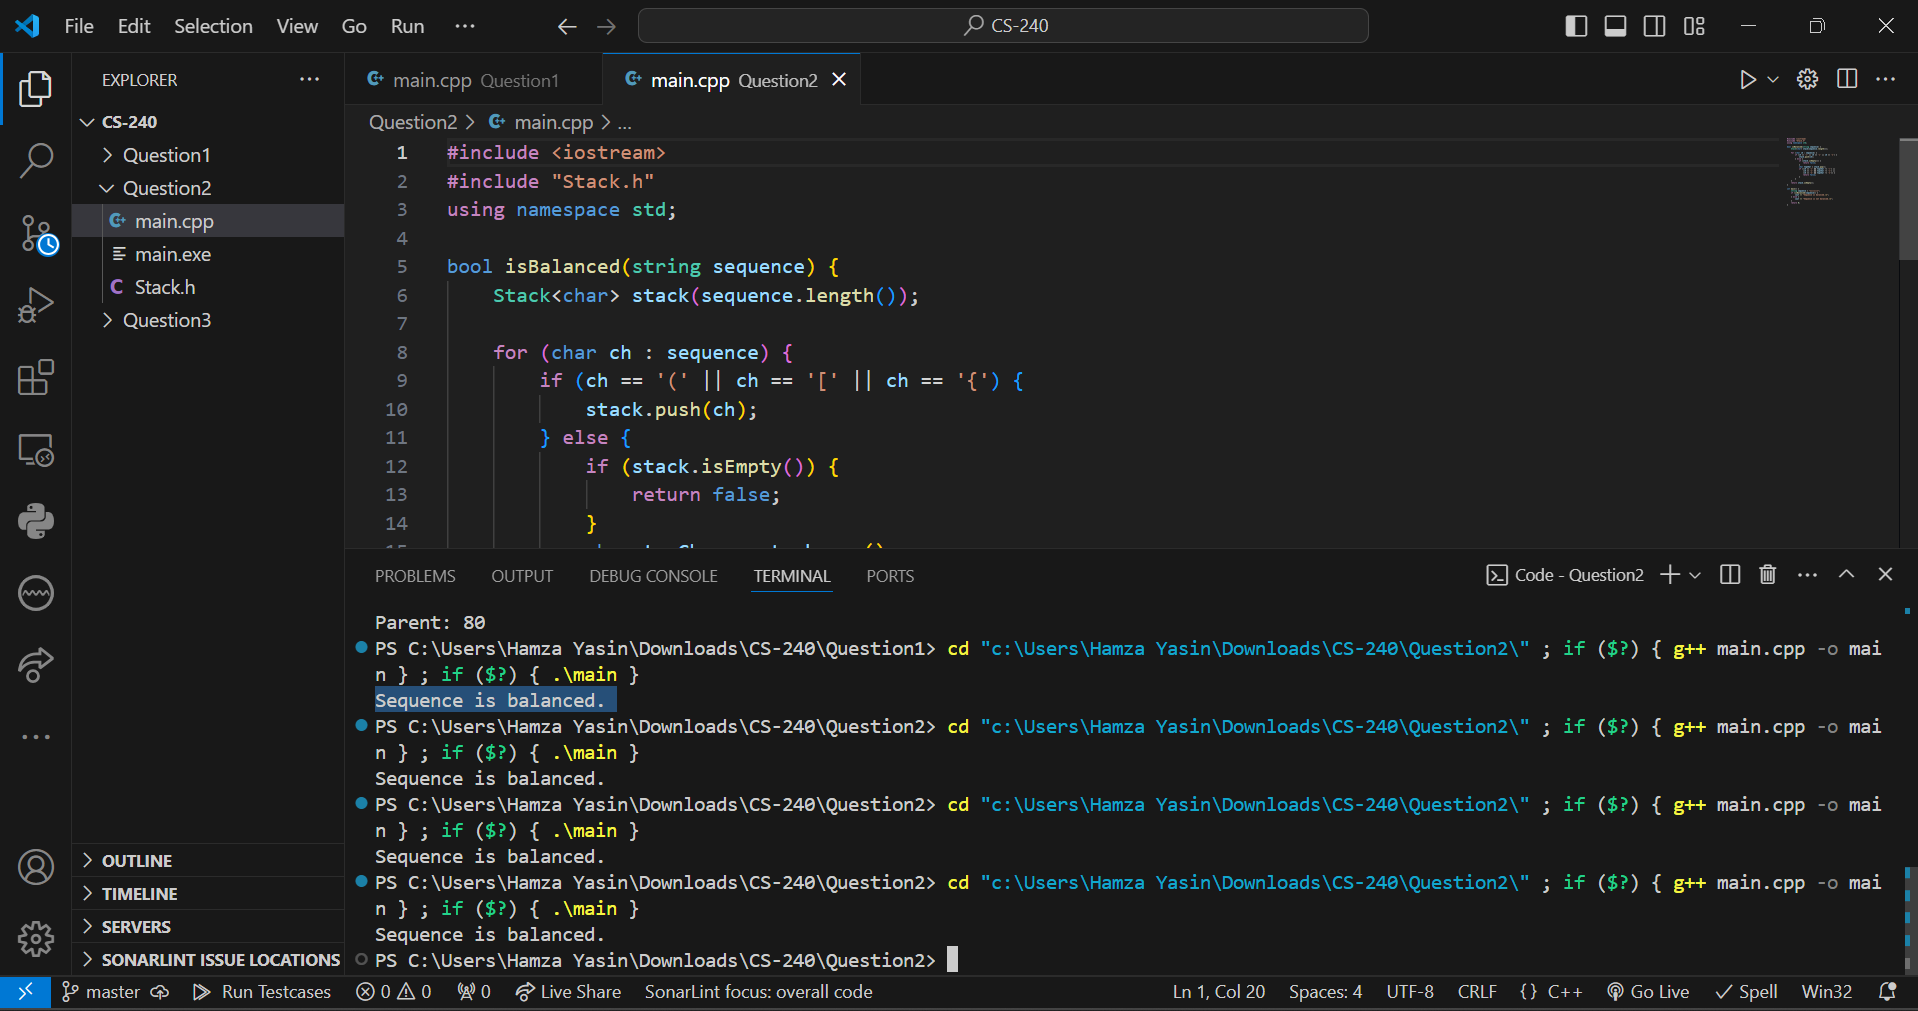 File Edit Selection View Go Run ··· CS-240
EXPLORER
CS-240
Question1
Question2
main.cpp
main.exe
Stack.h
Question3
OUTLINE
TIMELINE
SERVERS
SONARLINT ISSUE LOCATIONS
main.cpp Question1
main.cpp Question2
Question2 > main.cpp > ...
1 #include <iostream>
2 #include "Stack.h"
3 using namespace std;
4
5 bool isBalanced(string sequence) {
6 Stack<char> stack(sequence.length());
7
8 for (char ch : sequence) {
9 if (ch == '(' || ch == '[' || ch == '{') {
10 stack.push(ch);
11 } else {
12 if (stack.isEmpty()) {
13 return false;
14 }
PROBLEMS OUTPUT DEBUG CONSOLE TERMINAL PORTS
Code - Question2
Parent: 80
PS C:\Users\Hamza Yasin\Downloads\CS-240\Question1> cd "c:\Users\Hamza Yasin\Downloads\CS-240\Question2\" ; if ($?) { g++ main.cpp -o mai
n } ; if ($?) { .\main }
Sequence is balanced.
PS C:\Users\Hamza Yasin\Downloads\CS-240\Question2> cd "c:\Users\Hamza Yasin\Downloads\CS-240\Question2\" ; if ($?) { g++ main.cpp -o mai
n } ; if ($?) { .\main }
Sequence is balanced.
PS C:\Users\Hamza Yasin\Downloads\CS-240\Question2> cd "c:\Users\Hamza Yasin\Downloads\CS-240\Question2\" ; if ($?) { g++ main.cpp -o mai
n } ; if ($?) { .\main }
Sequence is balanced.
PS C:\Users\Hamza Yasin\Downloads\CS-240\Question2> cd "c:\Users\Hamza Yasin\Downloads\CS-240\Question2\" ; if ($?) { g++ main.cpp -o mai
n } ; if ($?) { .\main }
Sequence is balanced.
PS C:\Users\Hamza Yasin\Downloads\CS-240\Question2>
master Run Testcases 0 0 0 Live Share SonarLint focus: overall code Ln 1, Col 20 Spaces: 4 UTF-8 CRLF {} C++ Go Live Spell Win32